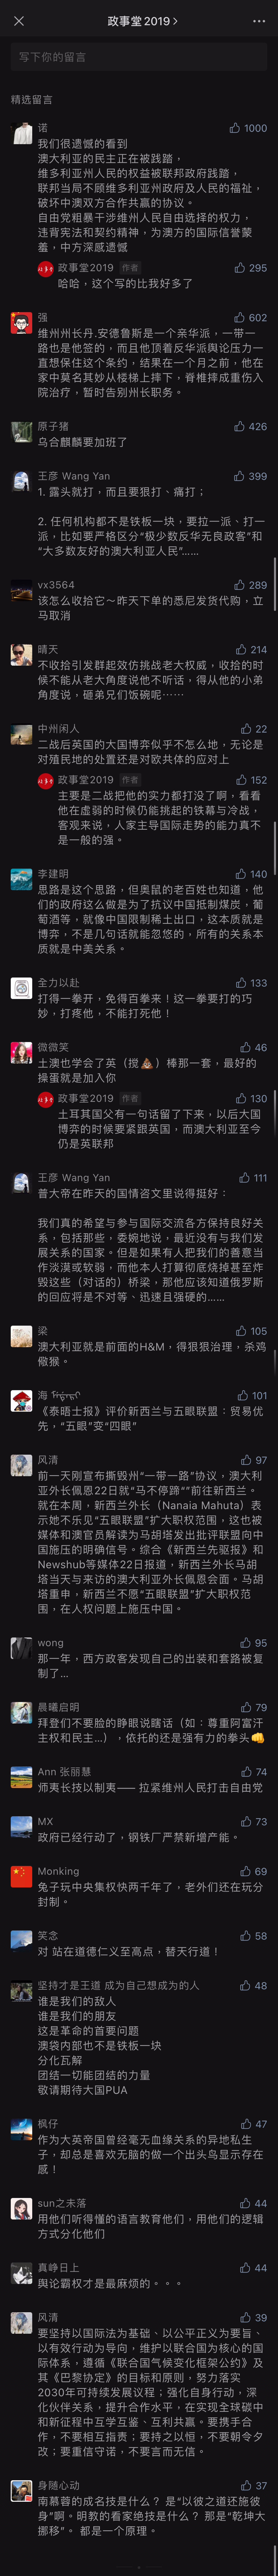 政事堂2019
写下你的留言
精选留言
诺
1000
我们很遗憾的看到
澳大利亚的民主正在被践踏，
维多利亚州人民的权益被联邦政府践踏，
联邦当局不顾维多利亚州政府及人民的福祉，
破坏中澳双方合作共赢的协议。
自由党粗暴干涉维州人民自由选择的权力，
违背宪法和契约精神，为澳方的国际信誉蒙
羞，中方深感遗憾
政事堂2019 作者
295
哈哈，这个写的比我好多了
强
602
维州州长丹.安德鲁斯是一个亲华派，一带一
路也是他签的，而且他顶着反华派舆论压力一
直想保住这个条约，结果在一个月之前，他在
家中莫名其妙从楼梯上摔下，脊椎摔成重伤入
院治疗，暂时告别州长职务。
原子猪
426
乌合麒麟要加班了
王彦 Wang Yan
399
1. 露头就打，而且要狠打、痛打；
2. 任何机构都不是铁板一块，要拉一派、打一
派，比如要严格区分“极少数反华无良政客”和
“大多数友好的澳大利亚人民”……
vx3564
289
该怎么收拾它～昨天下单的悉尼发货代购，立
马取消
晴天
214
不收拾引发群起效仿挑战老大权威，收拾的时
候不能从老大角度说他不听话，得从他的小弟
角度说，砸弟兄们饭碗呢……
中州闲人
22
二战后英国的大国博弈似乎不怎么地，无论是
对殖民地的处置还是对欧共体的应对上
政事堂2019 作者
152
主要是二战把他的实力都打没了啊，看看
他在虚弱的时候仍能挑起的铁幕与冷战，
客观来说，人家主导国际走势的能力真不
是一般的强。
李建明
140
思路是这个思路，但奥鼠的老百姓也知道，他
们的政府这么做是为了抗议中国抵制煤炭，葡
萄酒等，就像中国限制稀土出口，这本质就是
博弈，不是几句话就能忽悠的，所有的关系本
质就是中美关系。
全力以赴
133
打得一拳开，免得百拳来！这一拳要打的巧
妙，打疼他，不能打死他！
微微笑
46
土澳也学会了英（搅💩）棒那一套，最好的
操蛋就是加入你
政事堂2019 作者
130
土耳其国父有一句话留了下来，以后大国
博弈的时候要紧跟英国，而澳大利亚至今
仍是英联邦
王彦 Wang Yan
111
普大帝在昨天的国情咨文里说得挺好：
我们真的希望与参与国际交流各方保持良好关
系，包括那些，委婉地说，最近没有与我们发
展关系的国家。但是如果有人把我们的善意当
作淡漠或软弱，而他本人打算彻底烧掉甚至炸
毁这些（对话的）桥梁，那他应该知道俄罗斯
的回应将是不对等、迅速且强硬的……
梁
105
澳大利亚就是前面的H&M，得狠狠治理，杀鸡
儆猴。
海
101
《泰晤士报》评价新西兰与五眼联盟：贸易优
先，“五眼”变“四眼”
风清
97
前一天刚宣布撕毁州“一带一路”协议，澳大利
亚外长佩恩22日就“马不停蹄”“前往新西兰。
就在本周，新西兰外长（Nanaia Mahuta）表
示她不乐见“五眼联盟”扩大职权范围，这也被
媒体和澳官员解读为马胡塔发出批评联盟向中
国施压的明确信号。综合《新西兰先驱报》和
Newshub等媒体22日报道，新西兰外长马胡
塔当天与来访的澳大利亚外长佩恩会面。马胡
塔重申，新西兰不愿“五眼联盟”扩大职权范
围，在人权问题上施压中国。
wong
95
那一年，西方政客发现自己的出装和套路被复
制了...
晨曦启明
79
拜登们不要脸的睁眼说瞎话（如：尊重阿富汗
主权和民主...），依托的还是强有力的拳头👊
Ann 张丽慧
74
师夷长技以制夷—— 拉紧维州人民打击自由党
MX
73
政府已经行动了，钢铁厂严禁新增产能。
Monking
69
兔子玩中央集权快两千年了，老外们还在玩分
封制。
笑念
58
对 站在道德仁义至高点，替天行道！
坚持才是王道 成为自己想成为的人
48
谁是我们的敌人
谁是我们的朋友
这是革命的首要问题
澳袋内部也不是铁板一块
分化瓦解
团结一切能团结的力量
敬请期待大国PUA
枫仔
47
作为大英帝国曾经毫无血缘关系的异地私生
子，却总是喜欢无脑的做一个出头鸟显示存在
感！
sun之未落
44
用他们听得懂的语言教育他们，用他们的逻辑
方式分化他们
真峥日上
44
舆论霸权才是最麻烦的。。。
风清
39
要坚持以国际法为基础、以公平正义为要旨、
以有效行动为导向，维护以联合国为核心的国
际体系，遵循《联合国气候变化框架公约》及
其《巴黎协定》的目标和原则，努力落实
2030年可持续发展议程；强化自身行动，深
化伙伴关系，提升合作水平，在实现全球碳中
和新征程中互学互鉴、互利共赢。要携手合
作，不要相互指责；要持之以恒，不要朝令夕
改；要重信守诺，不要言而无信。
身随心动
37
南慕蓉的成名技是什么？ 是“以彼之道还施彼
身”啊。明教的看家绝技是什么？ 那是“乾坤大
挪移”。 都是一个原理。